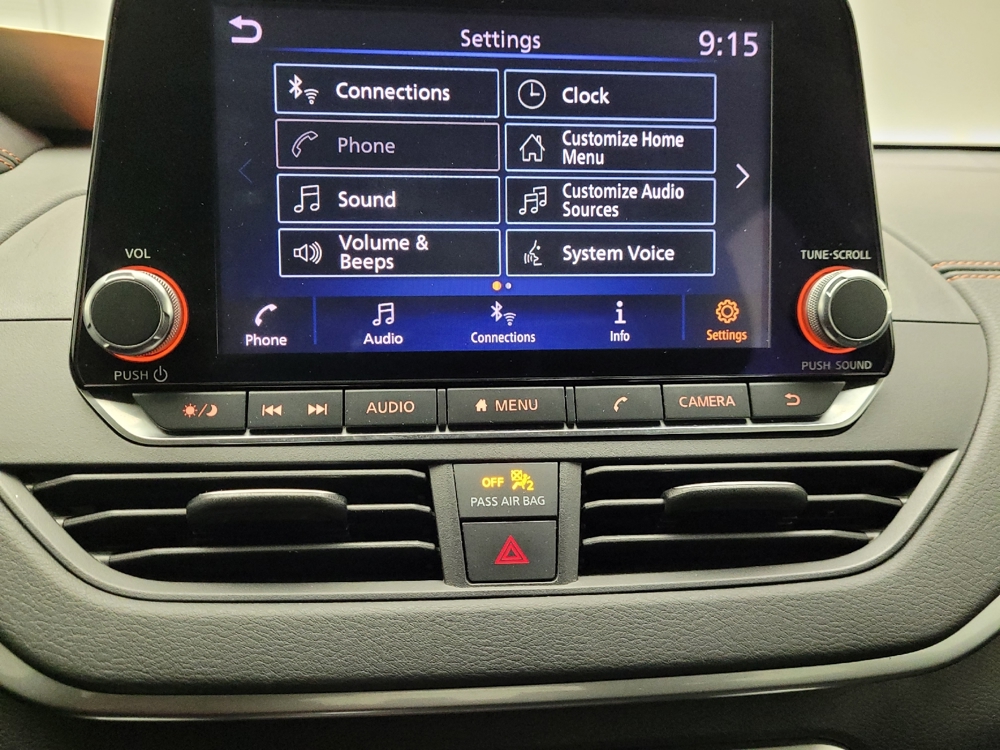 Settings
9:15
Connections
Clock
Phone
Customize Home
Menu
Sound
Customize Audio
Sources
Volume &
Beeps
System Voice
Phone
Audio
Connections
Info
Settings
VOL
PUSH
TUNE·SCROLL
PUSH SOUND
AUDIO
MENU
CAMERA
OFF
2
PASS AIR BAG